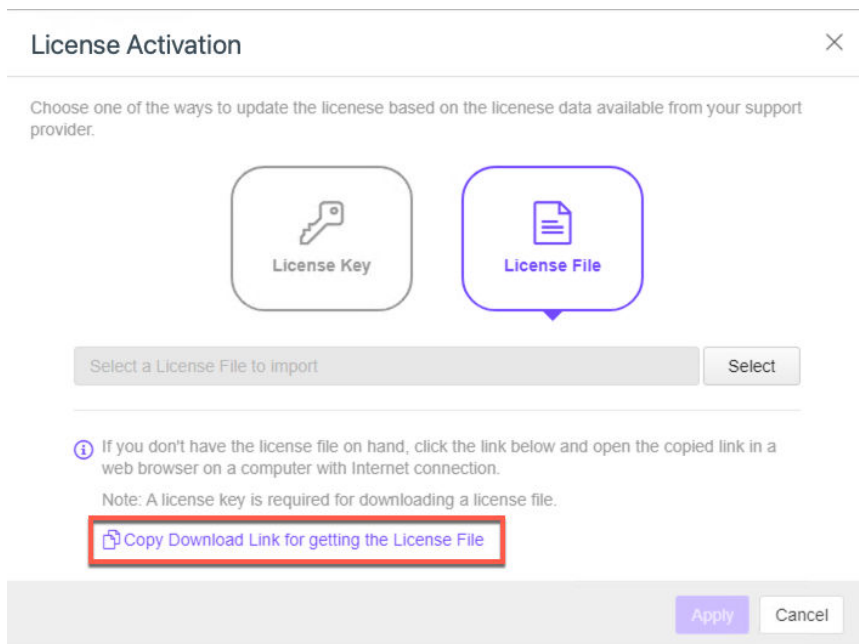 License Activation
Choose one of the ways to update the licenese based on the licenese data available from your support
provider.
License Key
License File
Select a License File to import
Select
If you don't have the license file on hand, click the link below and open the copied link in a
web browser on a computer with Internet connection.
Note: A license key is required for downloading a license file.
Copy Download Link for getting the License File
Apply
Cancel